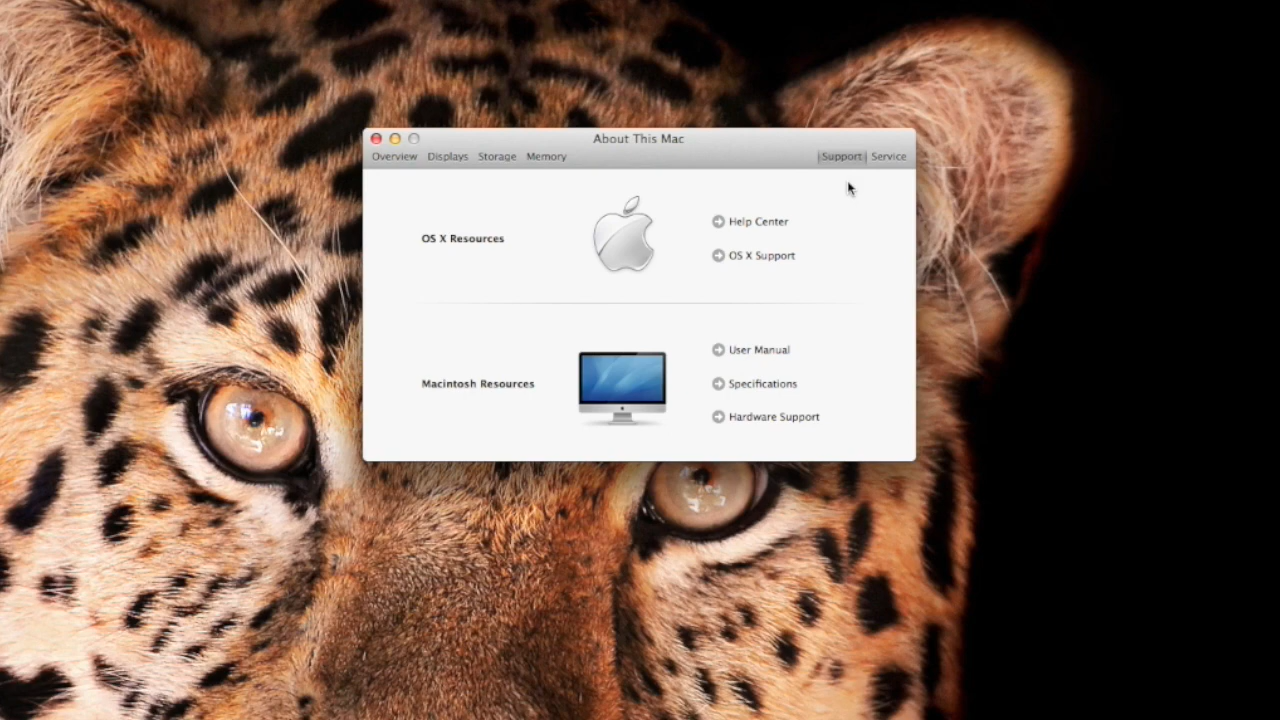 About This Mac
Overview Displays Storage Memory Support Service
OS X Resources
Help Center
OS X Support
Macintosh Resources
User Manual
Specifications
Hardware Support